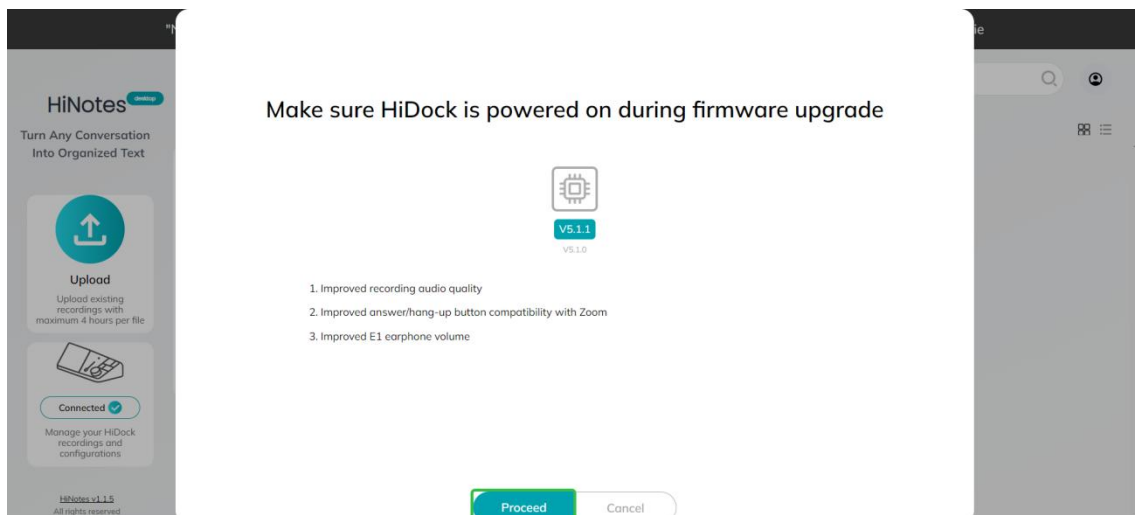 "N
ie
HiNotes desktop
Turn Any Conversation
Into Organized Text
Upload
Upload existing
recordings with
maximum 4 hours per file
Connected
Manage your HiDock
recordings and
configurations
HiNotes v1.1.5
All rights reserved
Make sure HiDock is powered on during firmware upgrade
V5.1.1
V5.1.0
1. Improved recording audio quality
2. Improved answer/hang-up button compatibility with Zoom
3. Improved E1 earphone volume
Proceed Cancel